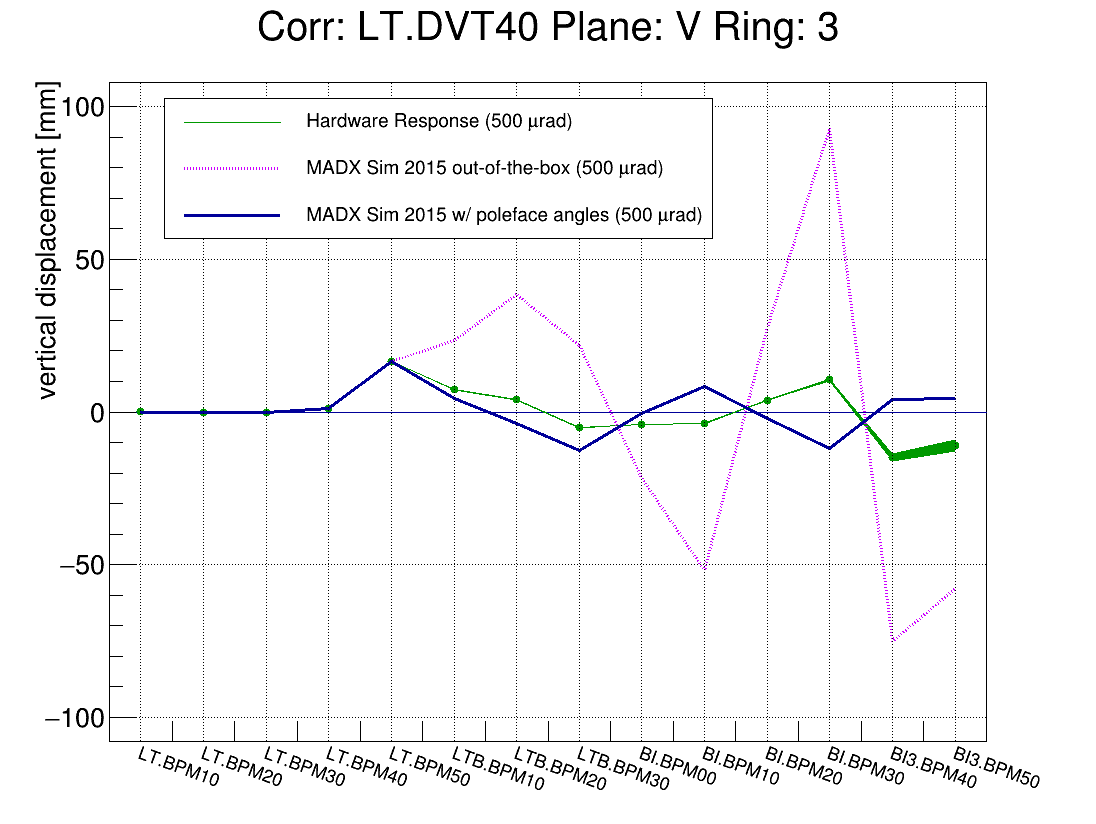 Corr: LT.DVT40 Plane: V Ring: 3
vertical displacement [mm]
100
50
0
−50
−100
Hardware Response (500 μrad)
MADX Sim 2015 out-of-the-box (500 μrad)
MADX Sim 2015 w/ poleface angles (500 μrad)
LT.BPM10
LT.BPM20
LT.BPM30
LT.BPM40
LT.BPM50
LTB.BPM10
LTB.BPM20
LTB.BPM30
BI.BPM00
BI.BPM10
BI.BPM20
BI.BPM30
BI3.BPM40
BI3.BPM50